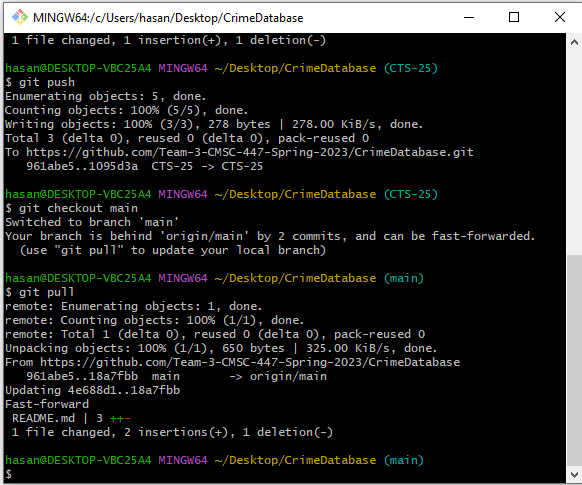 MINGW64:/c/Users/hasan/Desktop/CrimeDatabase
1 file changed, 1 insertion(+), 1 deletion(-)
hasan@DESKTOP-VBC25A4 MINGW64 ~/Desktop/CrimeDatabase (CTS-25)
$ git push
Enumerating objects: 5, done.
Counting objects: 100% (5/5), done.
Writing objects: 100% (3/3), 278 bytes | 278.00 KiB/s, done.
Total 3 (delta 0), reused 0 (delta 0), pack-reused 0
To https://github.com/Team-3-CMSC-447-Spring-2023/CrimeDatabase.git
961abe5..1095d3a  CTS-25 -> CTS-25
hasan@DESKTOP-VBC25A4 MINGW64 ~/Desktop/CrimeDatabase (CTS-25)
$ git checkout main
Switched to branch 'main'
Your branch is behind 'origin/main' by 2 commits, and can be fast-forwarded.
(use "git pull" to update your local branch)
hasan@DESKTOP-VBC25A4 MINGW64 ~/Desktop/CrimeDatabase (main)
$ git pull
remote: Enumerating objects: 1, done.
remote: Counting objects: 100% (1/1), done.
remote: Total 1 (delta 0), reused 0 (delta 0), pack-reused 0
Unpacking objects: 100% (1/1), 650 bytes | 325.00 KiB/s, done.
From https://github.com/Team-3-CMSC-447-Spring-2023/CrimeDatabase
961abe5..18a7fbb  main       -> origin/main
Updating 4e688d1..18a7fbb
Fast-forward
README.md | 3 ++-
1 file changed, 2 insertions(+), 1 deletion(-)
hasan@DESKTOP-VBC25A4 MINGW64 ~/Desktop/CrimeDatabase (main)
$